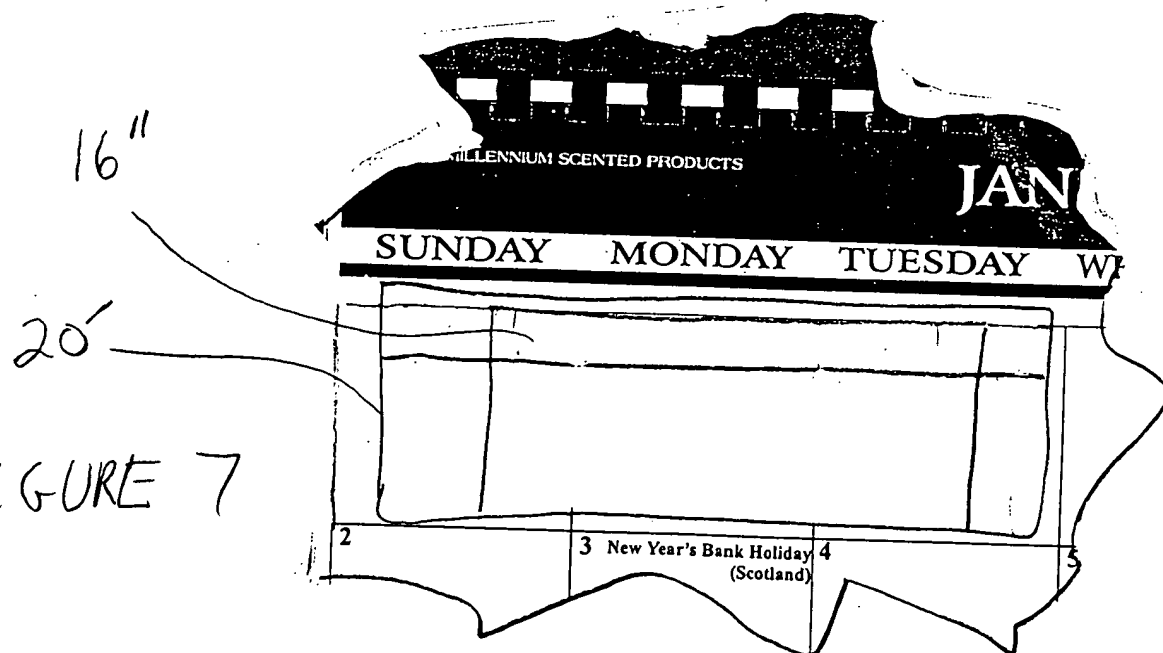 16"
MILLENNIUM SCENTED PRODUCTS
JAN
SUNDAY MONDAY TUESDAY
20'
GURE 7
2
3 New Year's Bank Holiday 4 5
(Scotland)